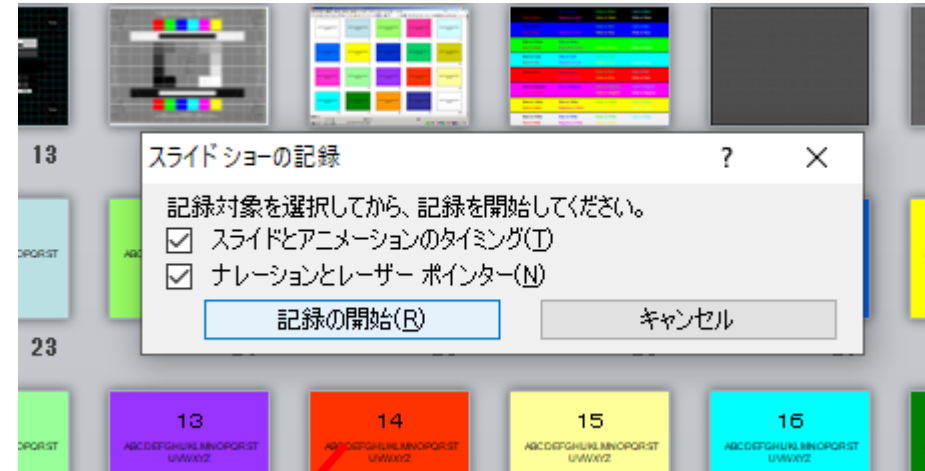 13
スライド ショーの記録
? ×
記録対象を選択してから、記録を開始してください。
スライドとアニメーションのタイミング(T)
ナレーションとレーザー ポインター(N)
記録の開始(R) キャンセル
23
13
14
15
16
ABCDEFGHIJKLMNOPQRST
UVWXYZ
ABCDEFGHIJKLMNOPQRST
UVWXYZ
ABCDEFGHIJKLMNOPQRST
UVWXYZ
ABCDEFGHIJKLMNOPQRST
UVWXYZ